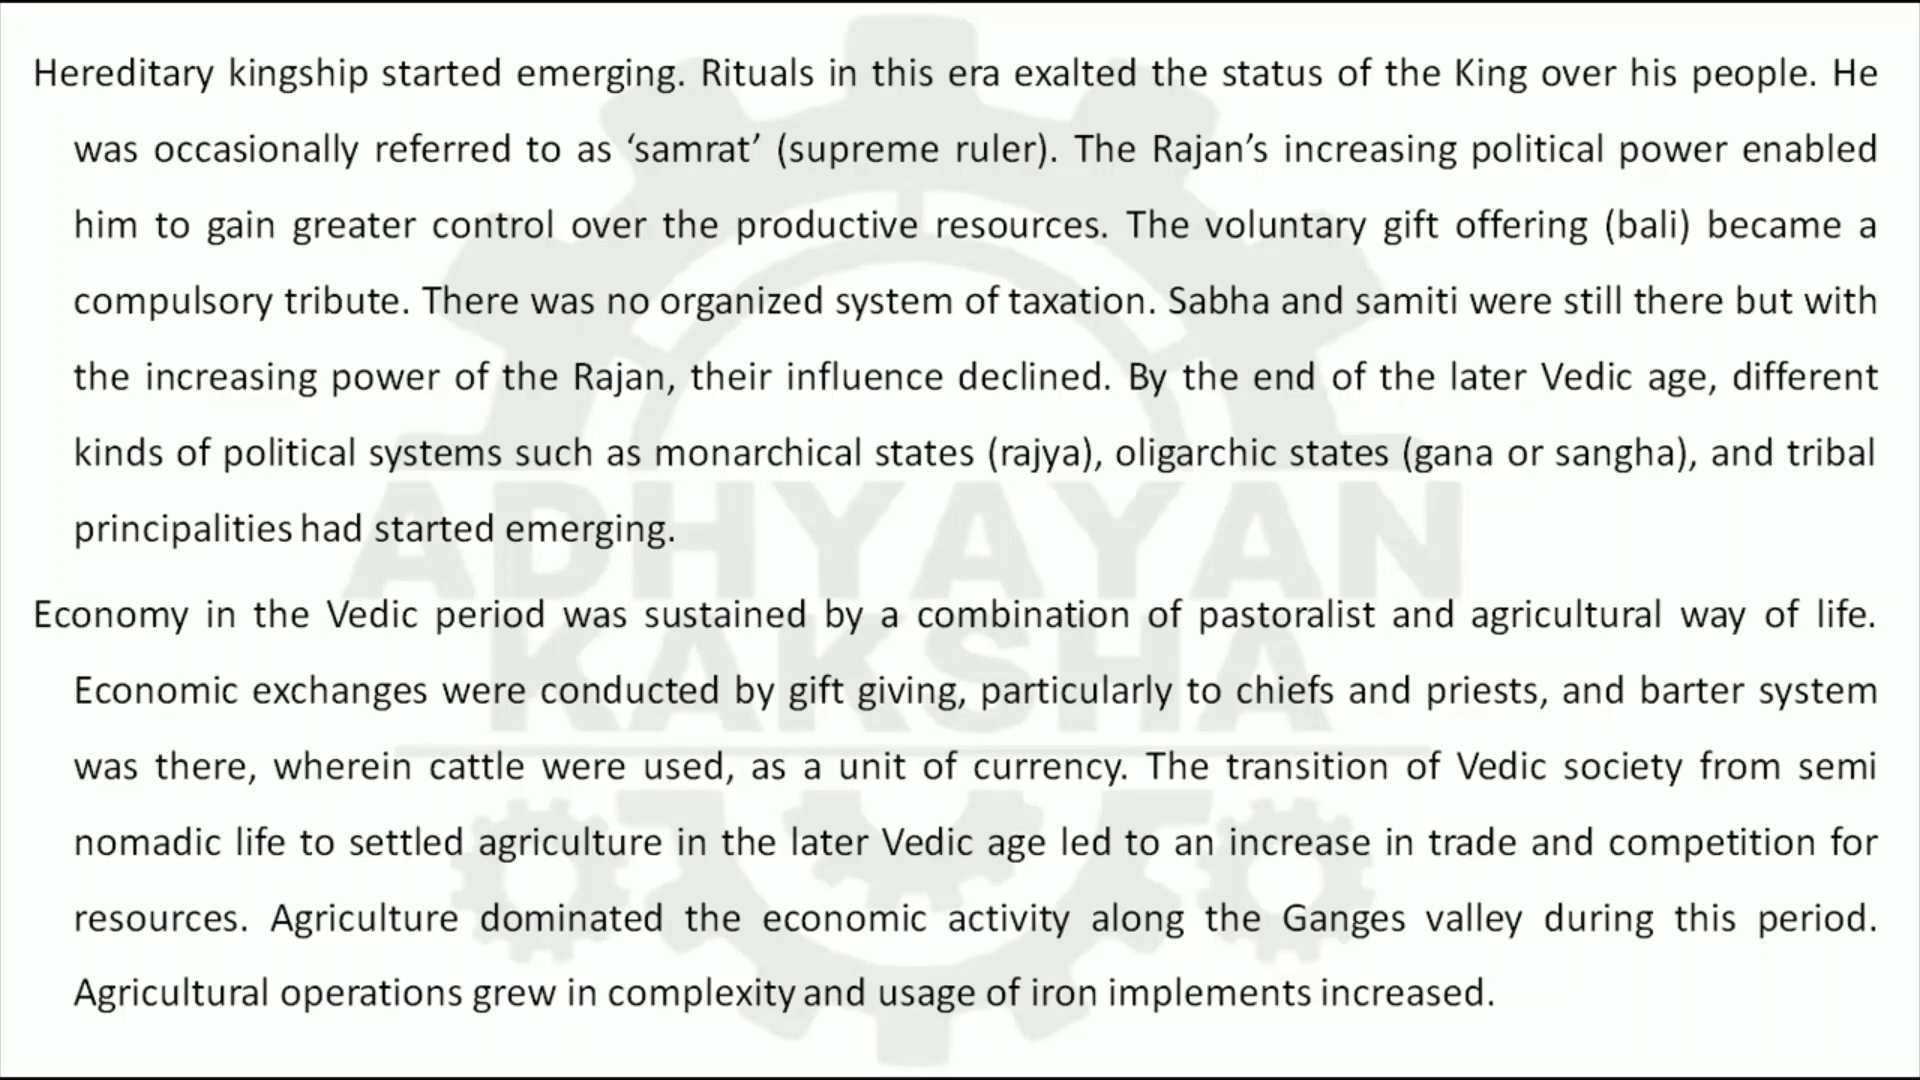 Hereditary kingship started emerging. Rituals in this era exalted the status of the King over his people. He
was occasionally referred to as ‘samrat’ (supreme ruler). The Rajan’s increasing political power enabled
him to gain greater control over the productive resources. The voluntary gift offering (bali) became a
compulsory tribute. There was no organized system of taxation. Sabha and samiti were still there but with
the increasing power of the Rajan, their influence declined. By the end of the later Vedic age, different
kinds of political systems such as monarchical states (rajya), oligarchic states (gana or sangha), and tribal
principalities had started emerging.
Economy in the Vedic period was sustained by a combination of pastoralist and agricultural way of life.
Economic exchanges were conducted by gift giving, particularly to chiefs and priests, and barter system
was there, wherein cattle were used, as a unit of currency. The transition of Vedic society from semi
nomadic life to settled agriculture in the later Vedic age led to an increase in trade and competition for
resources. Agriculture dominated the economic activity along the Ganges valley during this period.
Agricultural operations grew in complexity and usage of iron implements increased.
ADHYAYAN
KAKSHA